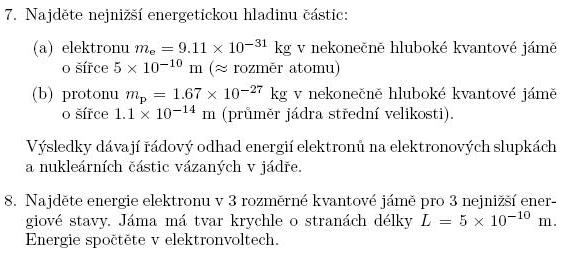 7. Najděte nejnižší energetickou hladinu částic:
(a) elektronu mₑ = 9.11 × 10⁻³¹ kg v nekonečně hluboké kvantové jámě
o šířce 5 × 10⁻¹⁰ m (≈ rozměr atomu)
(b) protonu mₚ = 1.67 × 10⁻²⁷ kg v nekonečně hluboké kvantové jámě
o šířce 1.1 × 10⁻¹⁴ m (průměr jádra střední velikosti).
Výsledky dávají řádový odhad energií elektronů na elektronových slupkách
a nukleárních částic vázaných v jádře.
8. Najděte energie elektronu v 3 rozměrné kvantové jámě pro 3 nejnižší ener-
giové stavy. Jáma má tvar krychle o stranách délky L = 5 × 10⁻¹⁰ m.
Energie spočtěte v elektronvoltech.